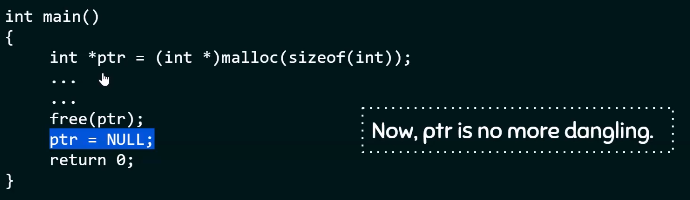 int main()
{
int *ptr = (int *)malloc(sizeof(int));
...
...
free(ptr);
ptr = NULL;
Now, ptr is no more dangling.
return 0;
}